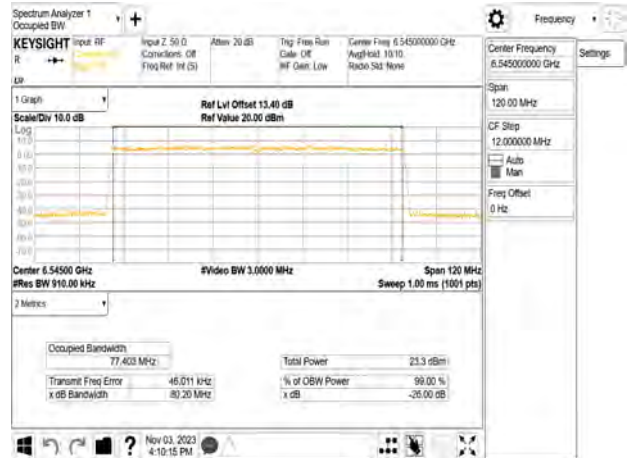 Spectrum Analyzer 1
Occupied BW
Frequency
KEYSIGHT
R
Input: RF
Input Z: 50 Ω
Corrections: Off
Freq Ref: Int (S)
Atten: 20 dB
Trig: Free Run
Gate: Off
#IF Gain: Low
Center Freq: 6.545000000 GHz
Avg|Hold: 10/10
Radio Std: None
Center Frequency
6.545000000 GHz
Settings
Span
120.00 MHz
CF Step
12.000000 MHz
Auto
Man
Freq Offset
0 Hz
1 Graph
Scale/Div 10.0 dB
Ref Lvl Offset 13.40 dB
Ref Value 20.00 dBm
Log
Center 6.54500 GHz
#Res BW 910.00 kHz
#Video BW 3.0000 MHz
Span 120 MHz
Sweep 1.00 ms (1001 pts)
2 Metrics
Occupied Bandwidth
77.403 MHz
Total Power
23.3 dBm
Transmit Freq Error
46.011 kHz
% of OBW Power
99.00 %
x dB Bandwidth
80.20 MHz
x dB
-26.00 dB
?
Nov 03, 2023
4:10:15 PM